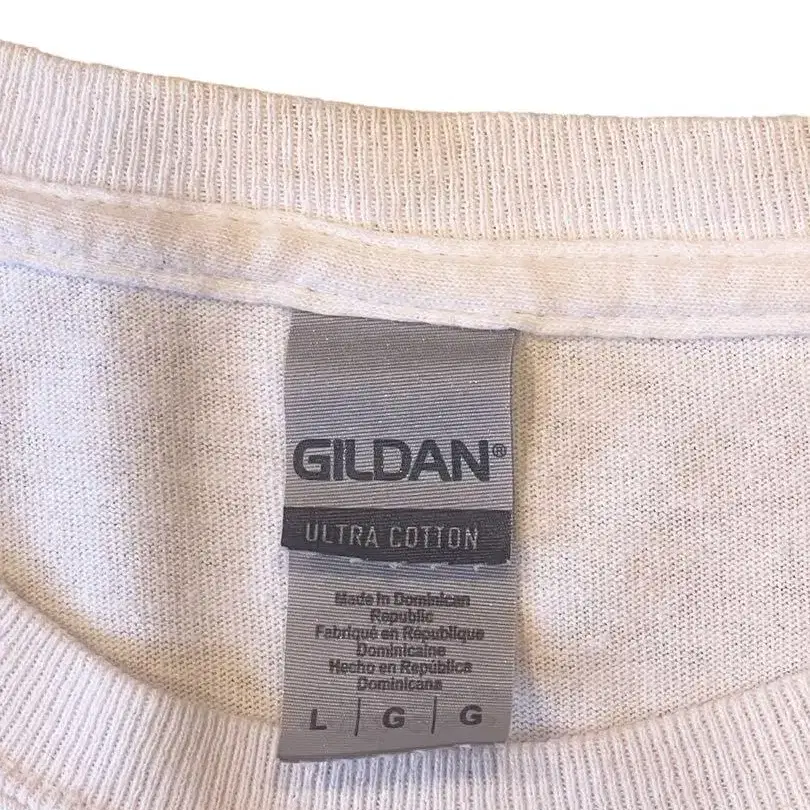 GILDAN®
ULTRA COTTON
Made in Dominican
Republic
Fabriqué en République
Dominicaine
Hecho en República
Dominicana
L | G | G